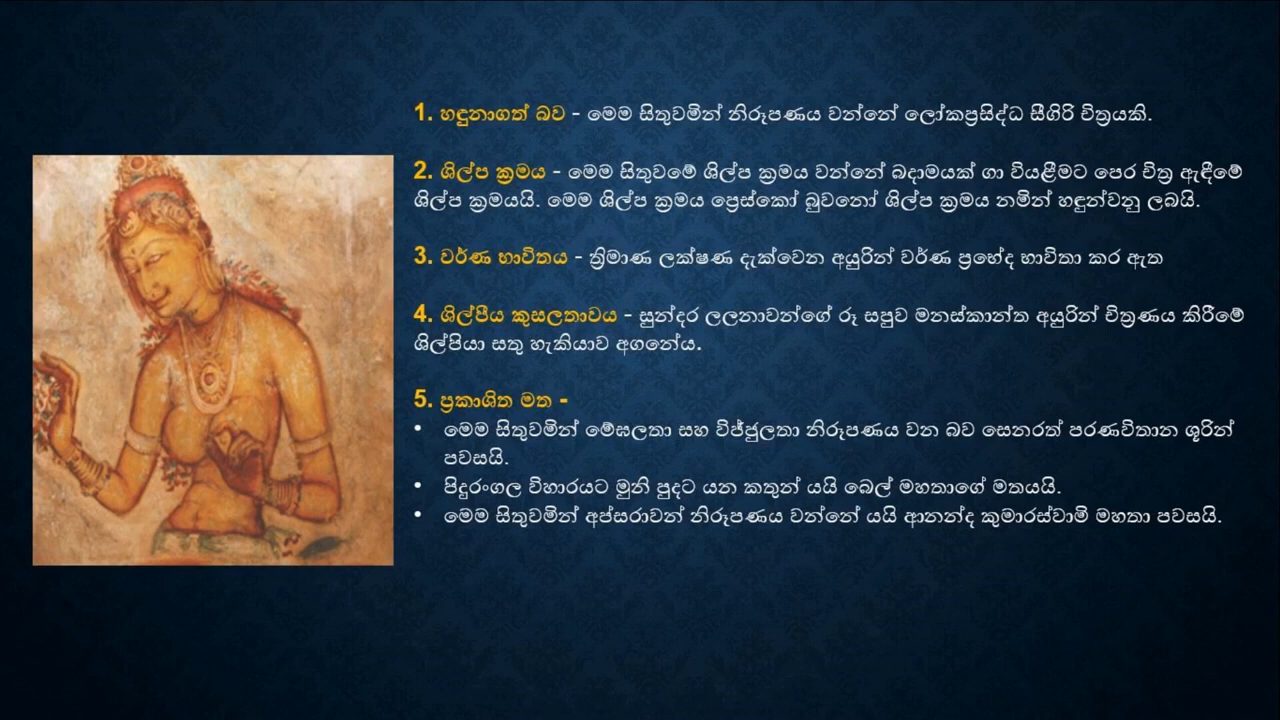 1. හඳුනාගත් බව - මෙම සිතුවමින් නිරූපණය වන්නේ ලෝකප්‍රසිද්ධ සීගිරි චිත්‍රයකි.
2. ශිල්ප ක්‍රමය - මෙම සිතුවමේ ශිල්ප ක්‍රමය වන්නේ බදාමයක් ගා වියළීමට පෙර චිත්‍ර ඇඳීමේ
ශිල්ප ක්‍රමයයි. මෙම ශිල්ප ක්‍රමය ප්‍රෙස්කෝ බුවනෝ ශිල්ප ක්‍රමය නමින් හඳුන්වනු ලබයි.
3. වර්ණ භාවිතය - ත්‍රිමාණ ලක්ෂණ දැක්වෙන අයුරින් වර්ණ ප්‍රභේද භාවිතා කර ඇත
4. ශිල්පීය කුසලතාවය - සුන්දර ලලනාවන්ගේ රූ සපුව මනස්කාන්ත අයුරින් චිත්‍රණය කිරීමේ
ශිල්පියා සතු හැකියාව අගනේය.
5. ප්‍රකාශිත මත -
• මෙම සිතුවමින් මේඝලතා සහ විජ්ජුලතා නිරූපණය වන බව සෙනරත් පරණවිතාන ශූරින්
පවසයි.
• පිදුරංගල විහාරයට මුනි පුදට යන කතුන් යයි බෙල් මහතාගේ මතයයි.
• මෙම සිතුවමින් අප්සරාවන් නිරූපණය වන්නේ යයි ආනන්ද කුමාරස්වාමි මහතා පවසයි.